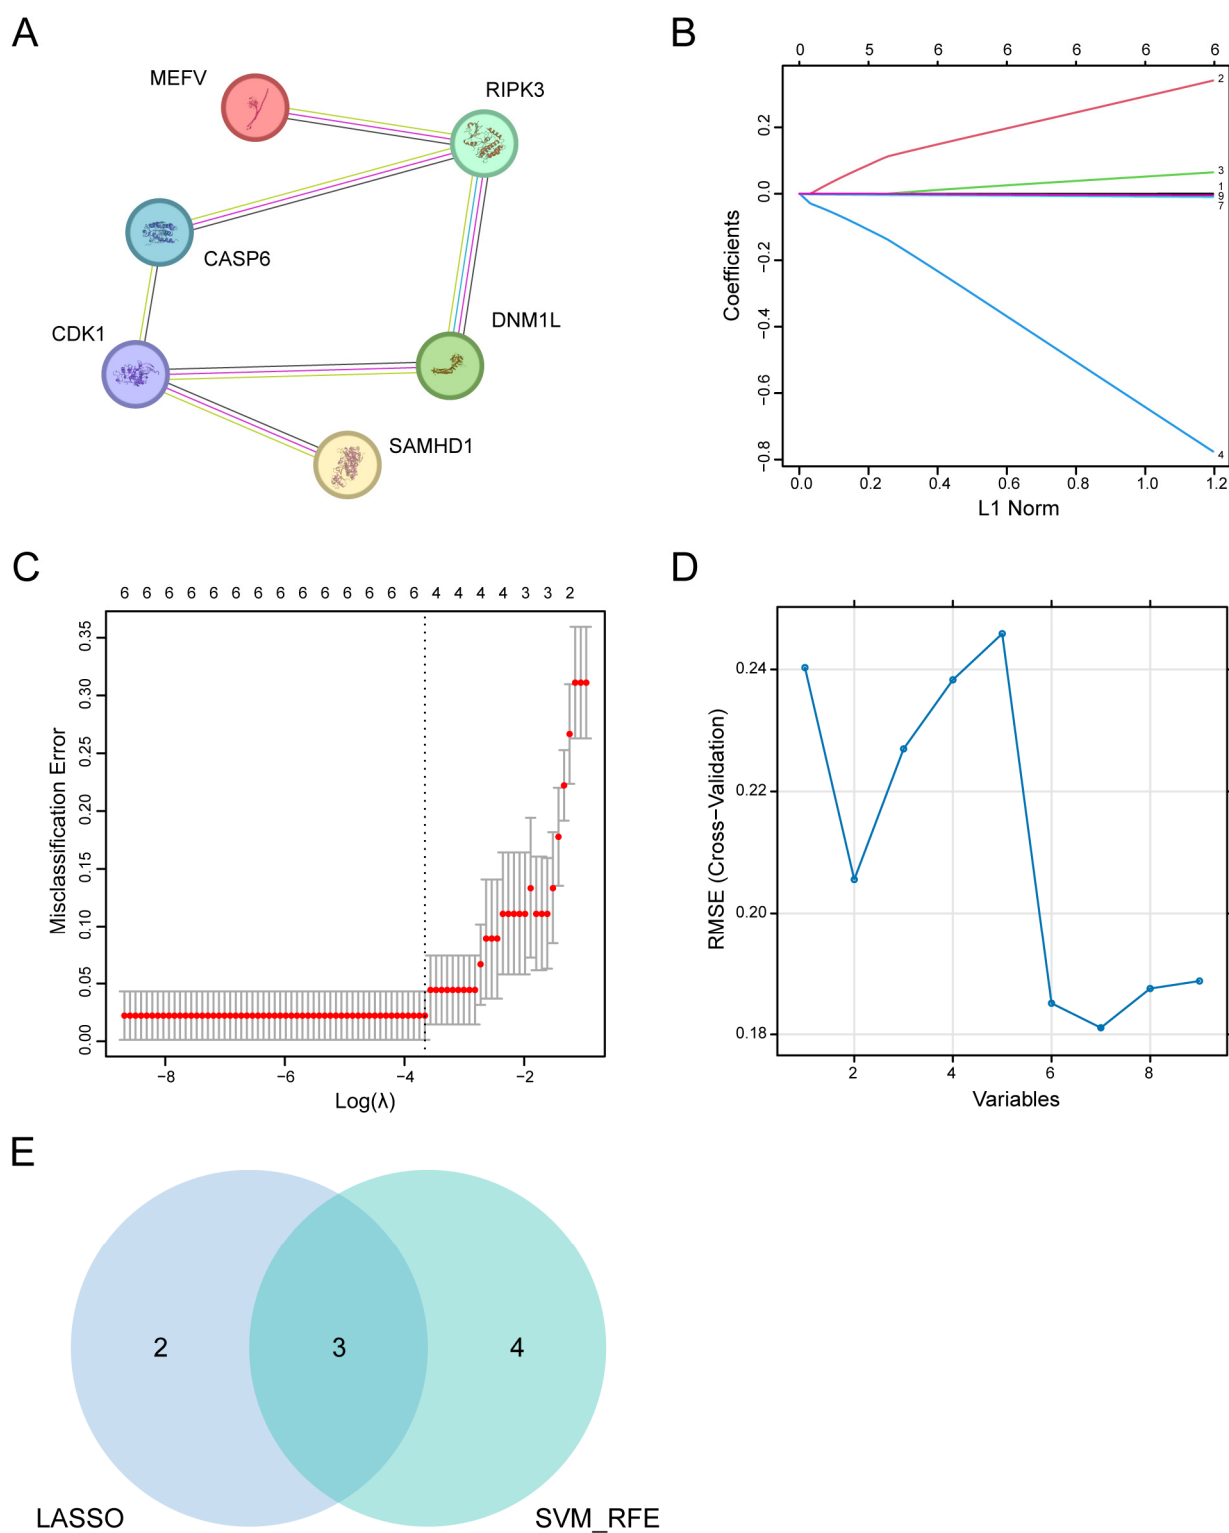 A
MEFV
RIPK3
CASP6
CDK1
DNM1L
SAMHD1
B
0 5 6 6 6 6 6
2
3
1
9
7
4
0.2
0.0
−0.2
−0.4
−0.6
−0.8
Coefficients
0.0 0.2 0.4 0.6 0.8 1.0 1.2
L1 Norm
C
6 6 6 6 6 6 6 6 6 6 6 6 6 6 4 4 4 4 3 3 2
0.35
0.30
0.25
0.20
0.15
0.10
0.05
0.00
Misclassification Error
−8 −6 −4 −2
Log(λ)
D
0.24
0.22
0.20
0.18
RMSE (Cross−Validation)
2 4 6 8
Variables
E
2 3 4
LASSO SVM_RFE